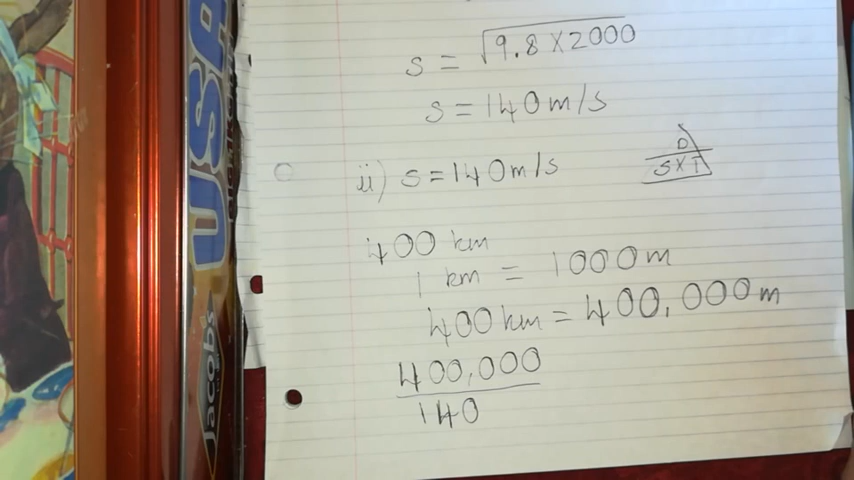 s = √9.8 X 2000
s = 140 m/s
ii) s = 140 m/s
D
S X T
400 km
1 km = 1000 m
400 km = 400,000 m
400,000
140
USA
Jacob's